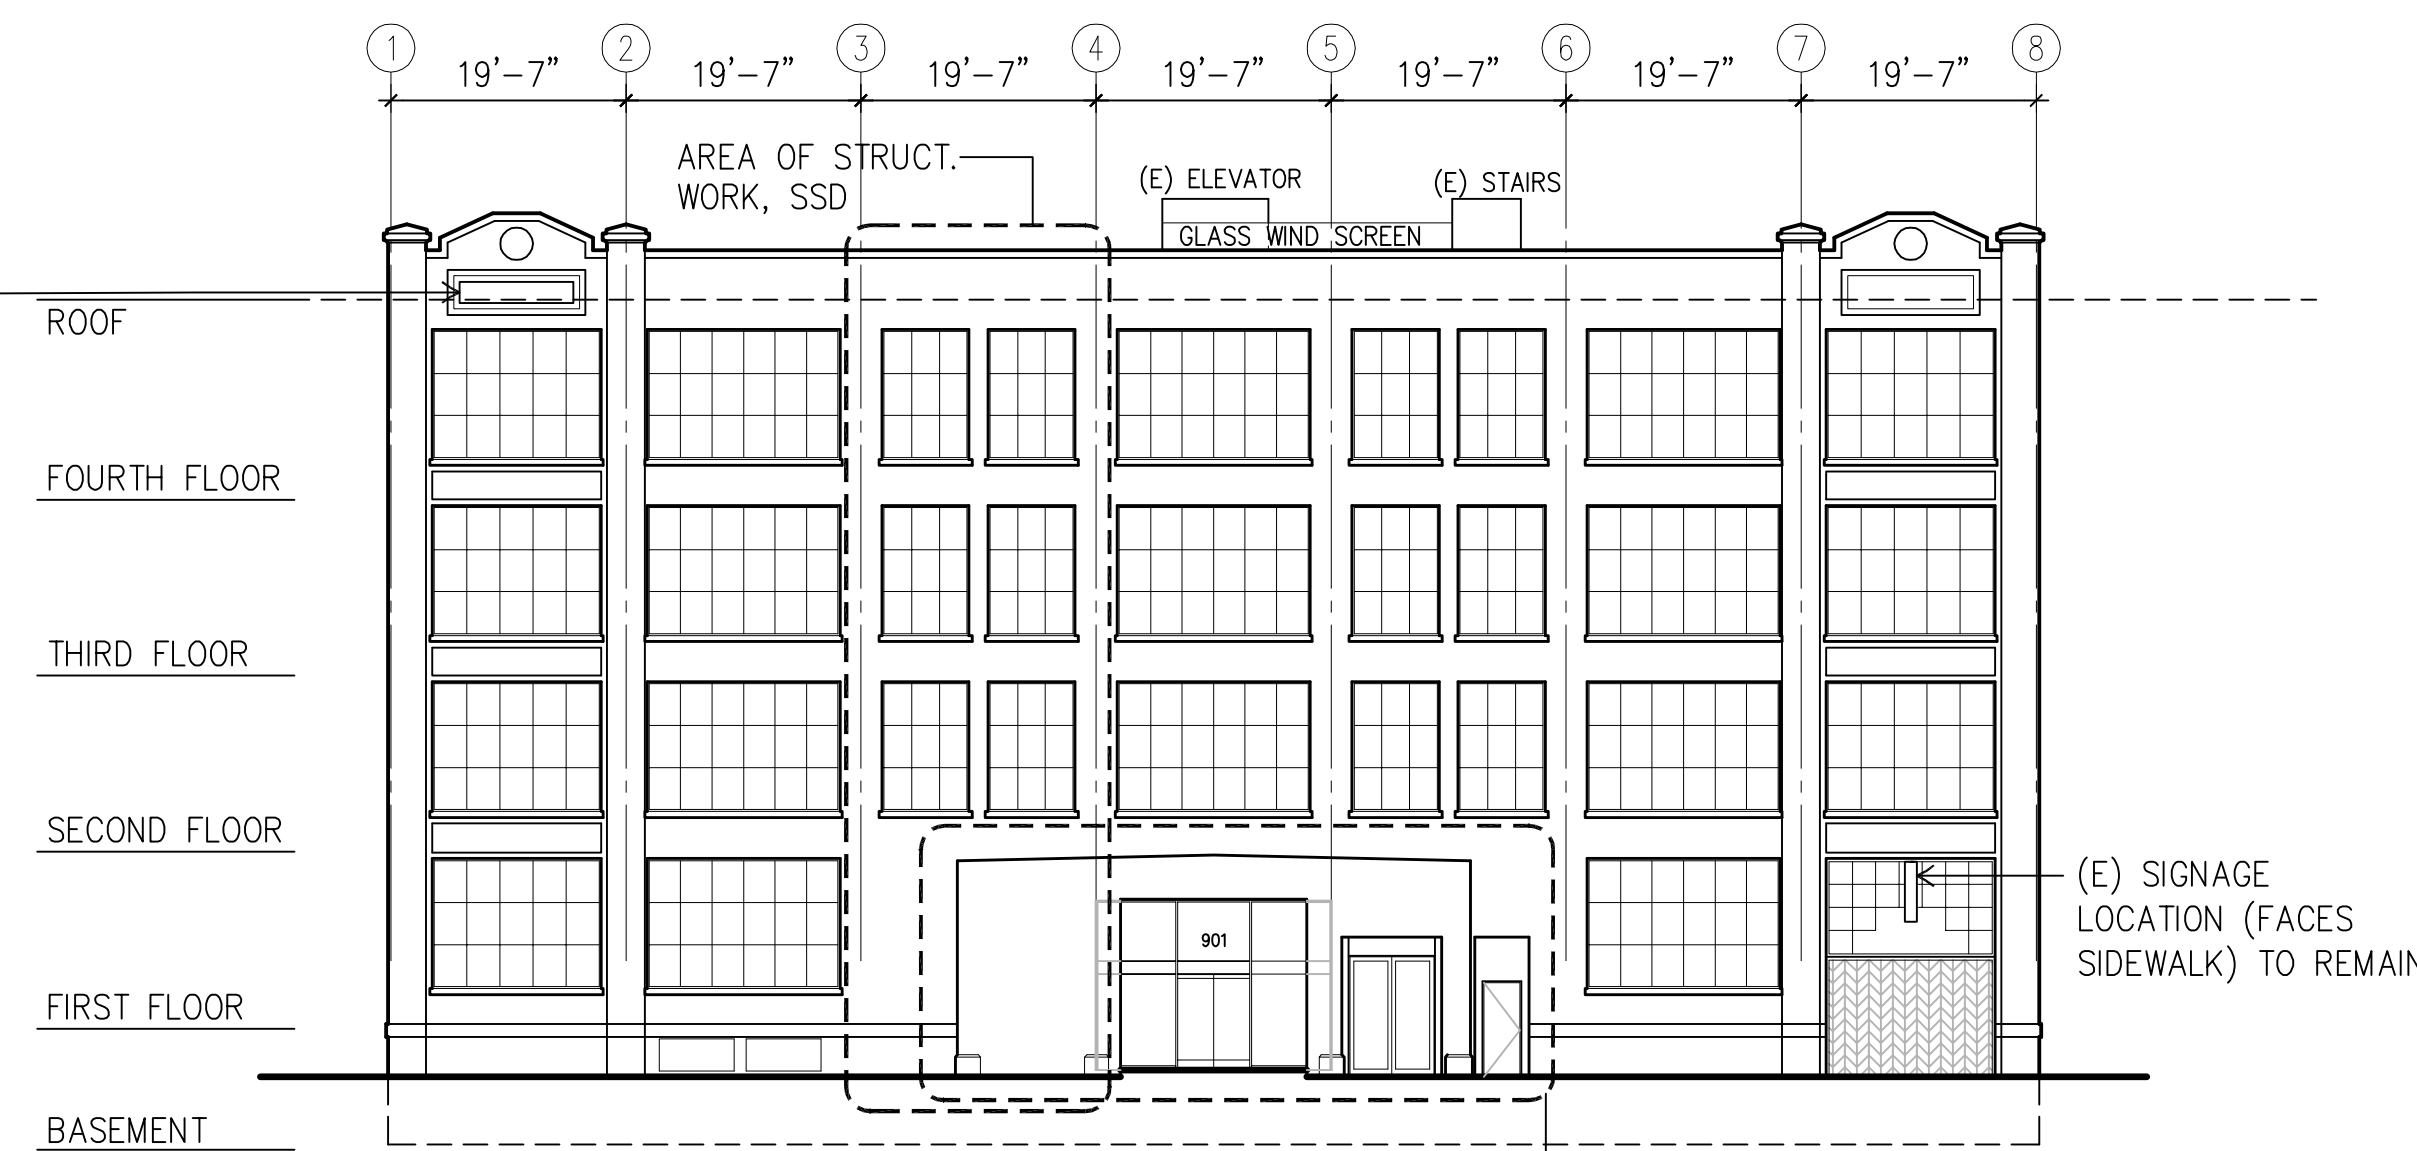 1 2 3 4 5 6 7 8
19'-7" 19'-7" 19'-7" 19'-7" 19'-7" 19'-7" 19'-7"
AREA OF STRUCT.
WORK, SSD
(E) ELEVATOR
(E) STAIRS
GLASS WIND SCREEN
ROOF
FOURTH FLOOR
THIRD FLOOR
SECOND FLOOR
(E) SIGNAGE
LOCATION (FACES
SIDEWALK) TO REMAIN
901
FIRST FLOOR
BASEMENT